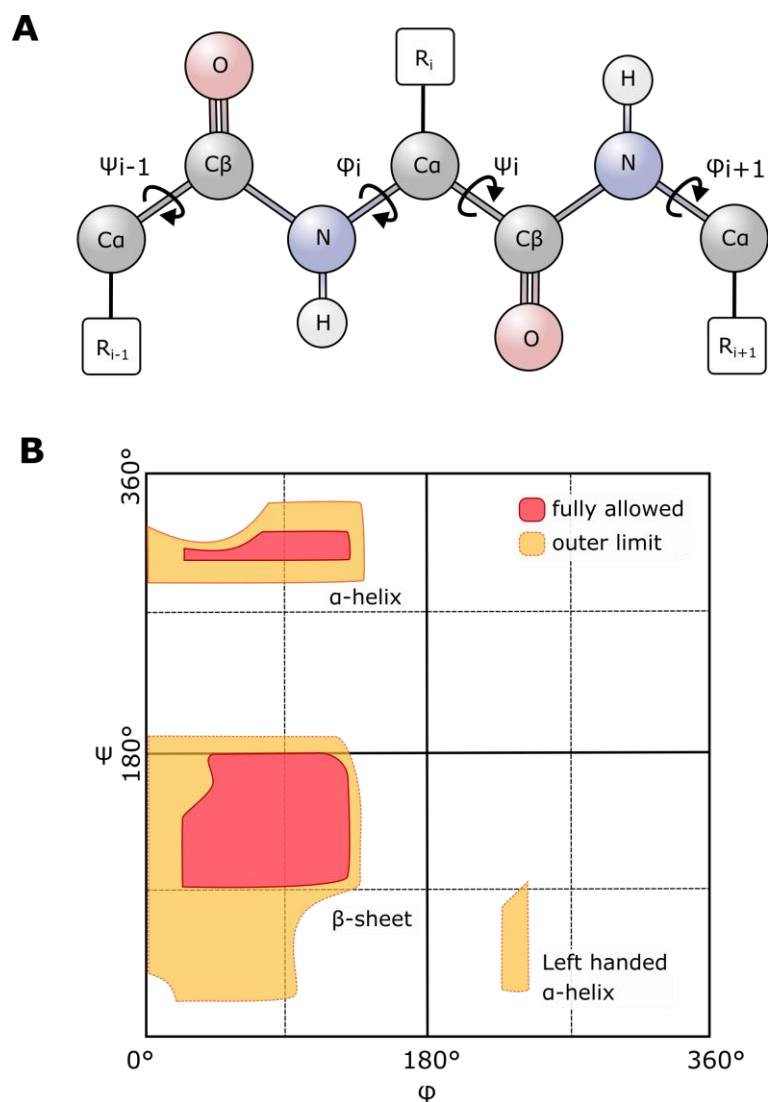 A
O
Rᵢ
H
Ψi-1
Cβ
φi
Cα
Ψi
N
φi+1
Cα
N
Cβ
Cα
Rᵢ₋₁
H
O
Rᵢ₊₁
B
360°
fully allowed
outer limit
α-helix
Ψ
180°
β-sheet
Left handed
α-helix
0°
180°
360°
φ